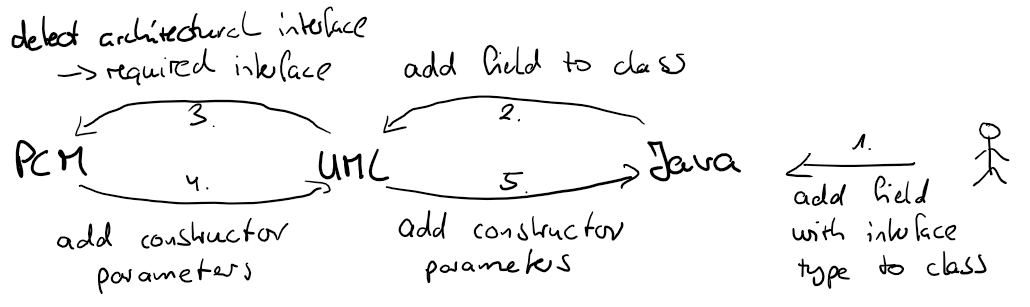 detect architectural interface
→ required interface
add field to class
3.
2.
PCM
UML
Java
1.
4.
5.
add constructor
parameters
add constructor
parameters
add field
with interface
type to class